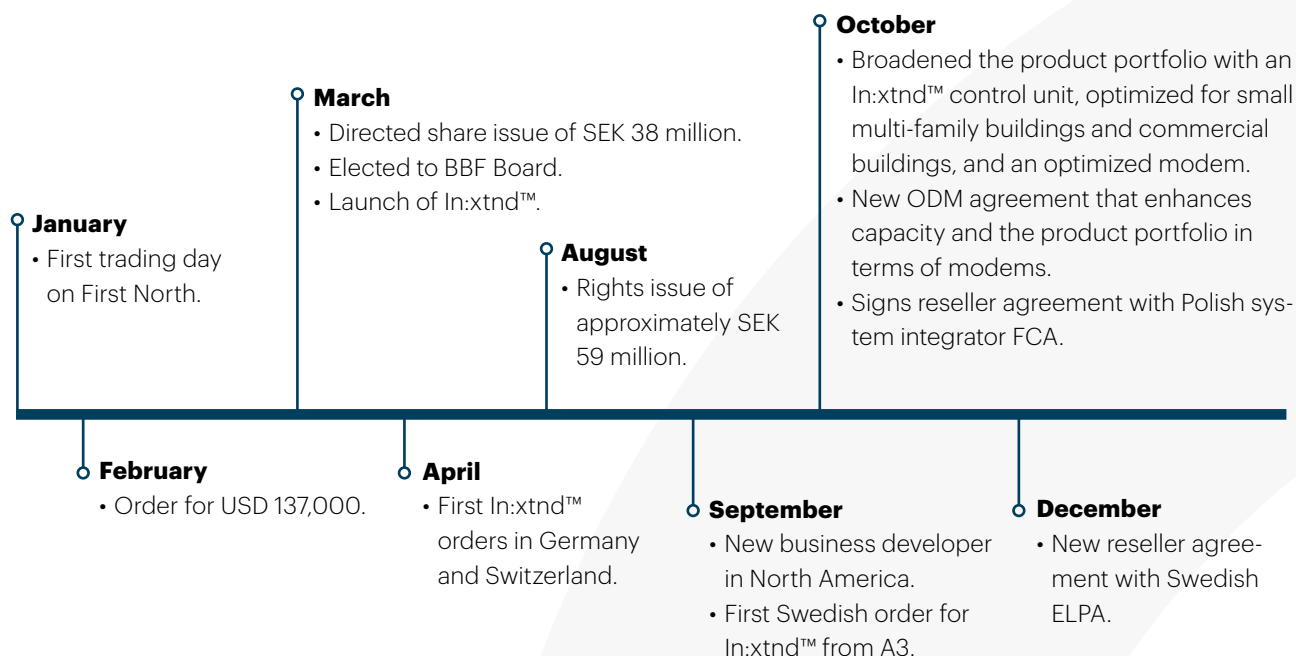 January
• First trading day
on First North.
February
• Order for USD 137,000.
March
• Directed share issue of SEK 38 million.
• Elected to BBF Board.
• Launch of In:xtnd™.
April
• First In:xtnd™
orders in Germany
and Switzerland.
August
• Rights issue of
approximately SEK
59 million.
September
• New business developer
in North America.
• First Swedish order for
In:xtnd™ from A3.
October
• Broadened the product portfolio with an
In:xtnd™ control unit, optimized for small
multi-family buildings and commercial
buildings, and an optimized modem.
• New ODM agreement that enhances
capacity and the product portfolio in
terms of modems.
• Signs reseller agreement with Polish sys-
tem integrator FCA.
December
• New reseller agree-
ment with Swedish
ELPA.